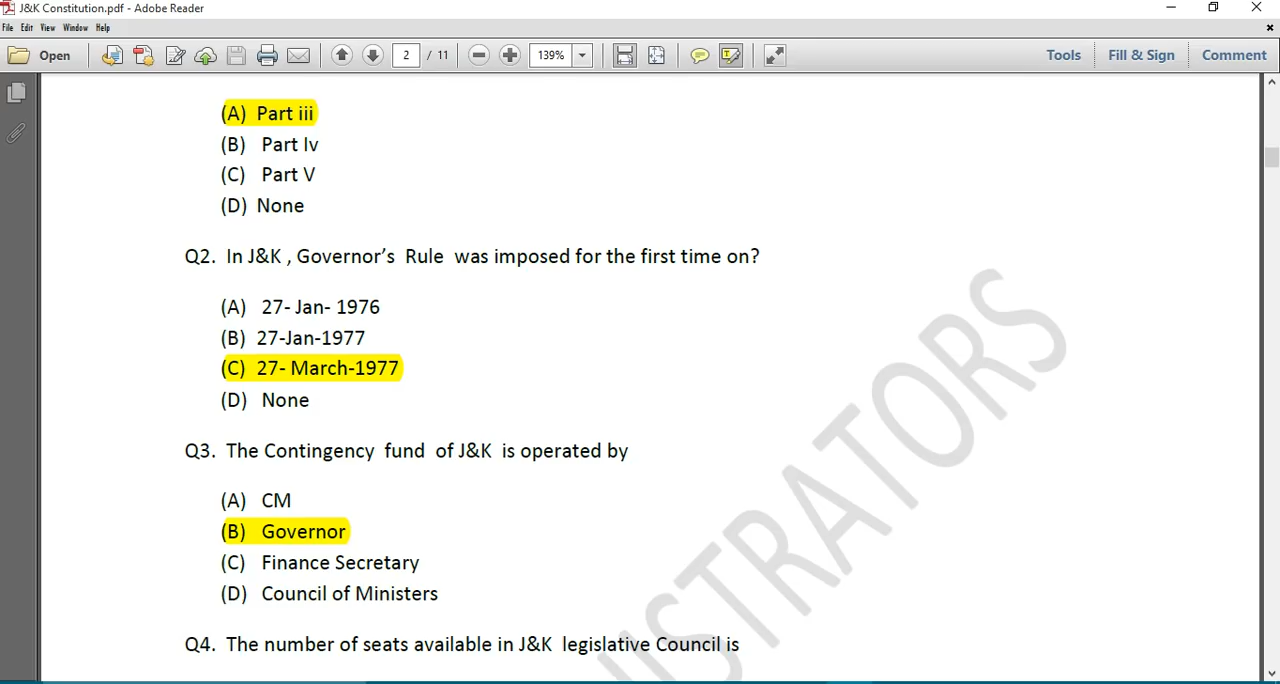 J&K Constitution.pdf - Adobe Reader
File Edit View Window Help
Open 2 / 11 139% Tools Fill & Sign Comment
(A) Part iii
(B) Part Iv
(C) Part V
(D) None
Q2. In J&K , Governor’s Rule was imposed for the first time on?
(A) 27- Jan- 1976
(B) 27-Jan-1977
(C) 27- March-1977
(D) None
Q3. The Contingency fund of J&K is operated by
(A) CM
(B) Governor
(C) Finance Secretary
(D) Council of Ministers
Q4. The number of seats available in J&K legislative Council is
USTRATORS